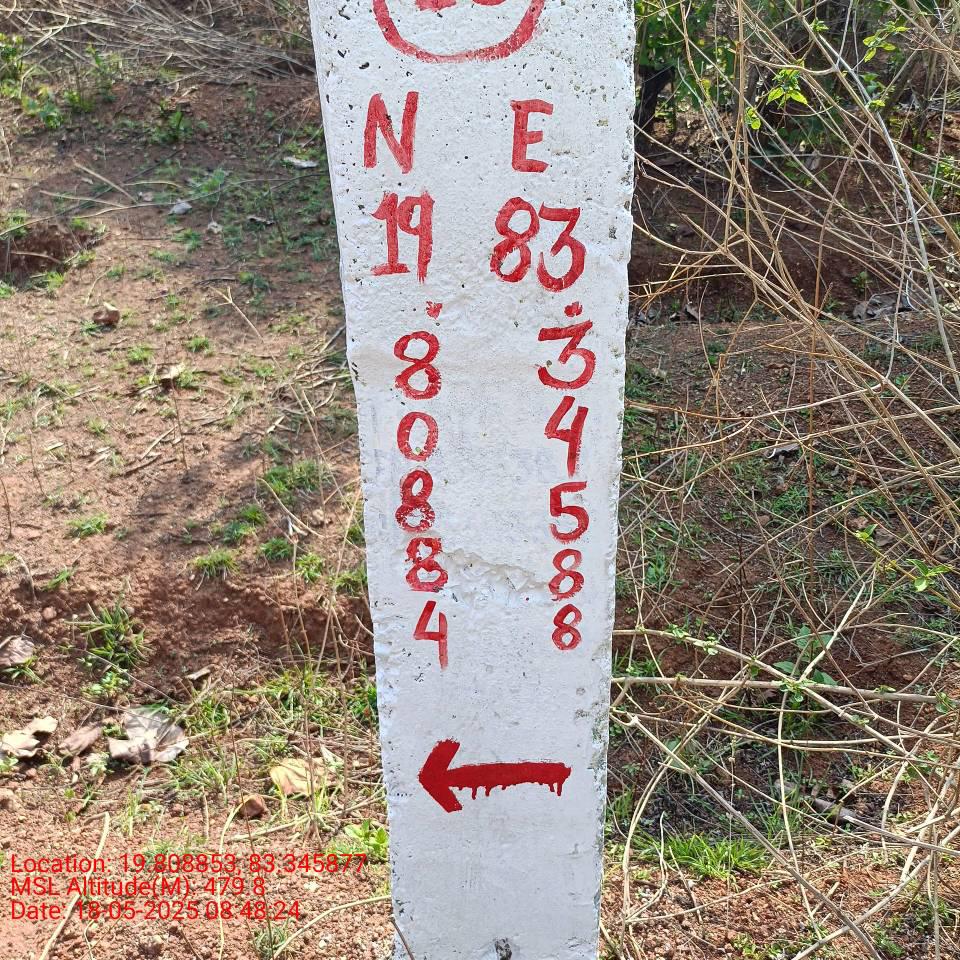 N E
19 83
. .
8 3
0 4
8 5
8 8
4 8
Location: 19.808853, 83.345877
MSL Altitude(M). 479.8
Date: 18-05-2025 08:48:24